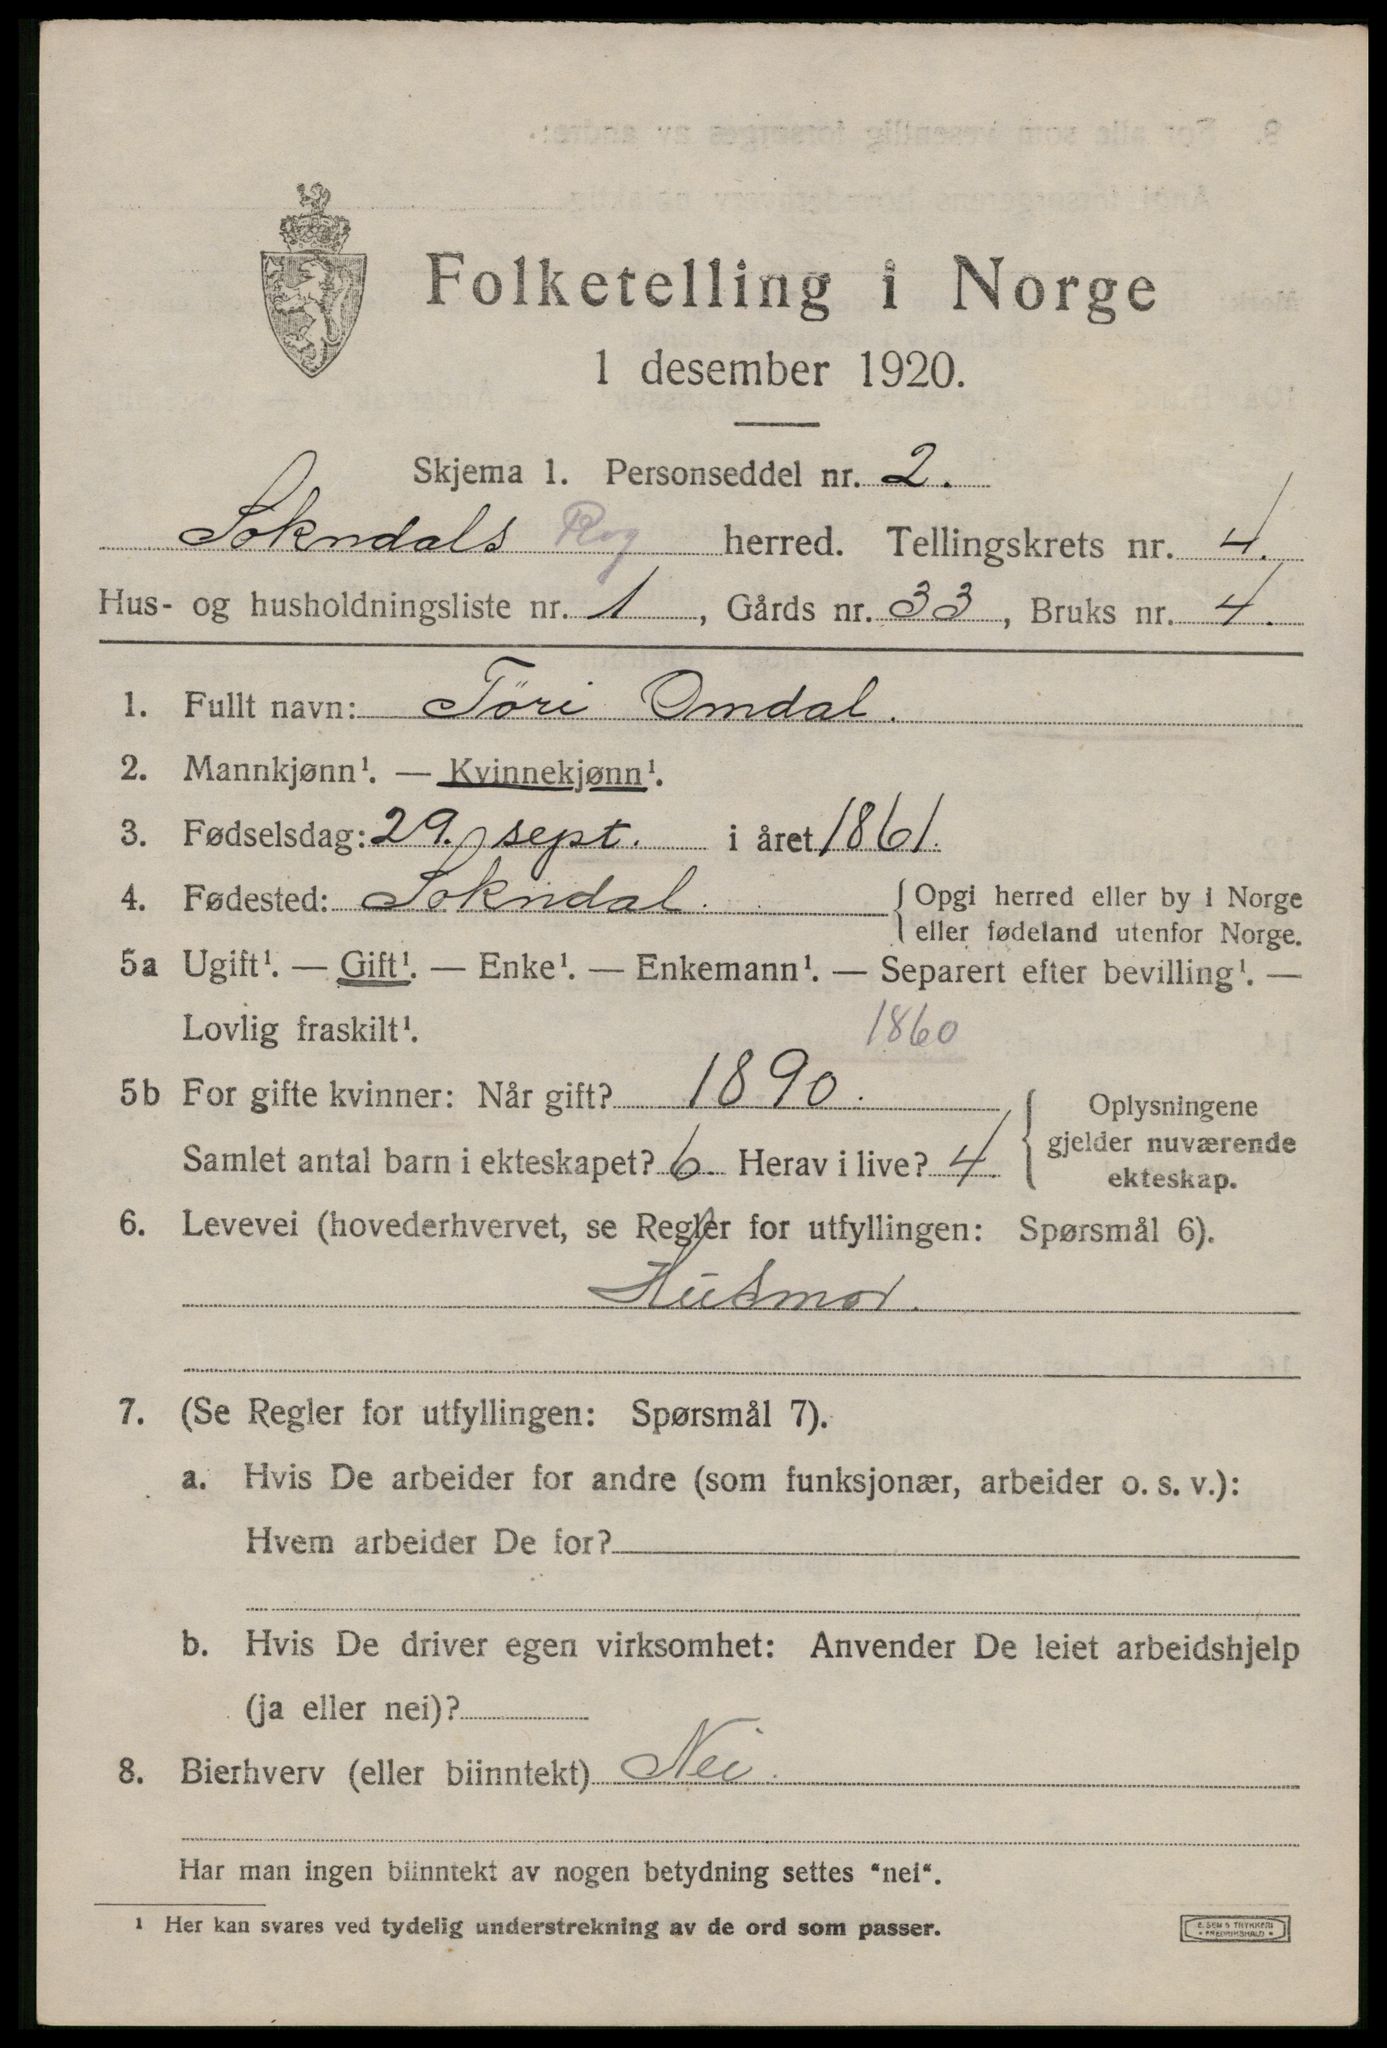 Folketelling i Norge
1 desember 1920.
Skjema 1. Personseddel nr. 2.
Sokndals Rog herred. Tellingskrets nr. 4.
Hus- og husholdningsliste nr. 1, Gårds nr. 33, Bruks nr. 4.
1. Fullt navn: Töri Omdal.
2. Mannkjønn¹. — Kvinnekjønn¹.
3. Fødselsdag: 29. sept. i året 1861.
4. Fødested: Sokndal. Opgi herred eller by i Norge
eller fødeland utenfor Norge.
5a Ugift¹. — Gift¹. — Enke¹. — Enkemann¹. — Separert efter bevilling¹. —
Lovlig fraskilt¹. 1860
5b For gifte kvinner: Når gift? 1890. Oplysningene
gjelder nuværende
ekteskap.
Samlet antal barn i ekteskapet? 6. Herav i live? 4.
6. Levevei (hovederhvervet, se Regler for utfyllingen: Spørsmål 6).
Husmor.
7. (Se Regler for utfyllingen: Spørsmål 7).
a. Hvis De arbeider for andre (som funksjonær, arbeider o. s. v.):
Hvem arbeider De for?
b. Hvis De driver egen virksomhet: Anvender De leiet arbeidshjelp
(ja eller nei)?
8. Bierhverv (eller biinntekt) Nei.
Har man ingen biinntekt av nogen betydning settes “nei“.
¹ Her kan svares ved tydelig understrekning av de ord som passer.
E. SEM'S TRYKKERI
FREDRIKSHALD